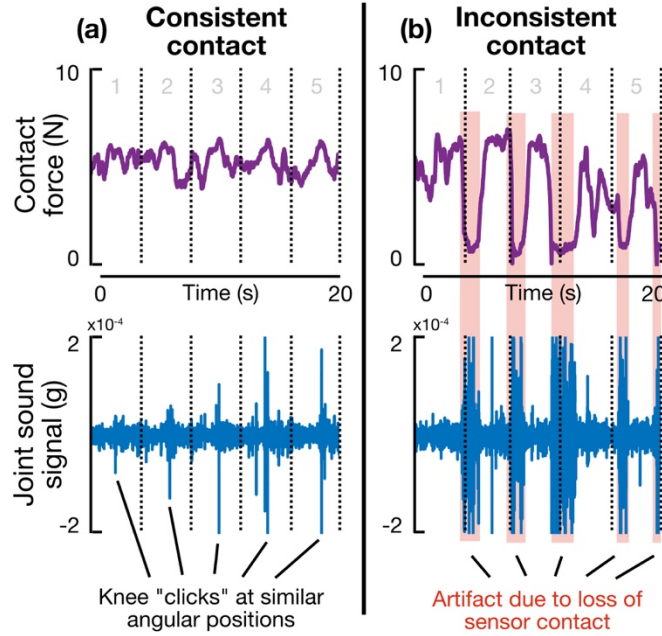 (a) Consistent
contact
10
1 2 3 4 5
Contact
force (N)
0
0 Time (s) 20
x10-4
2
Joint sound
signal (g)
-2
Knee "clicks" at similar
angular positions
(b) Inconsistent
contact
10
1 2 3 4 5
0
0 Time (s) 20
x10-4
2
-2
Artifact due to loss of
sensor contact